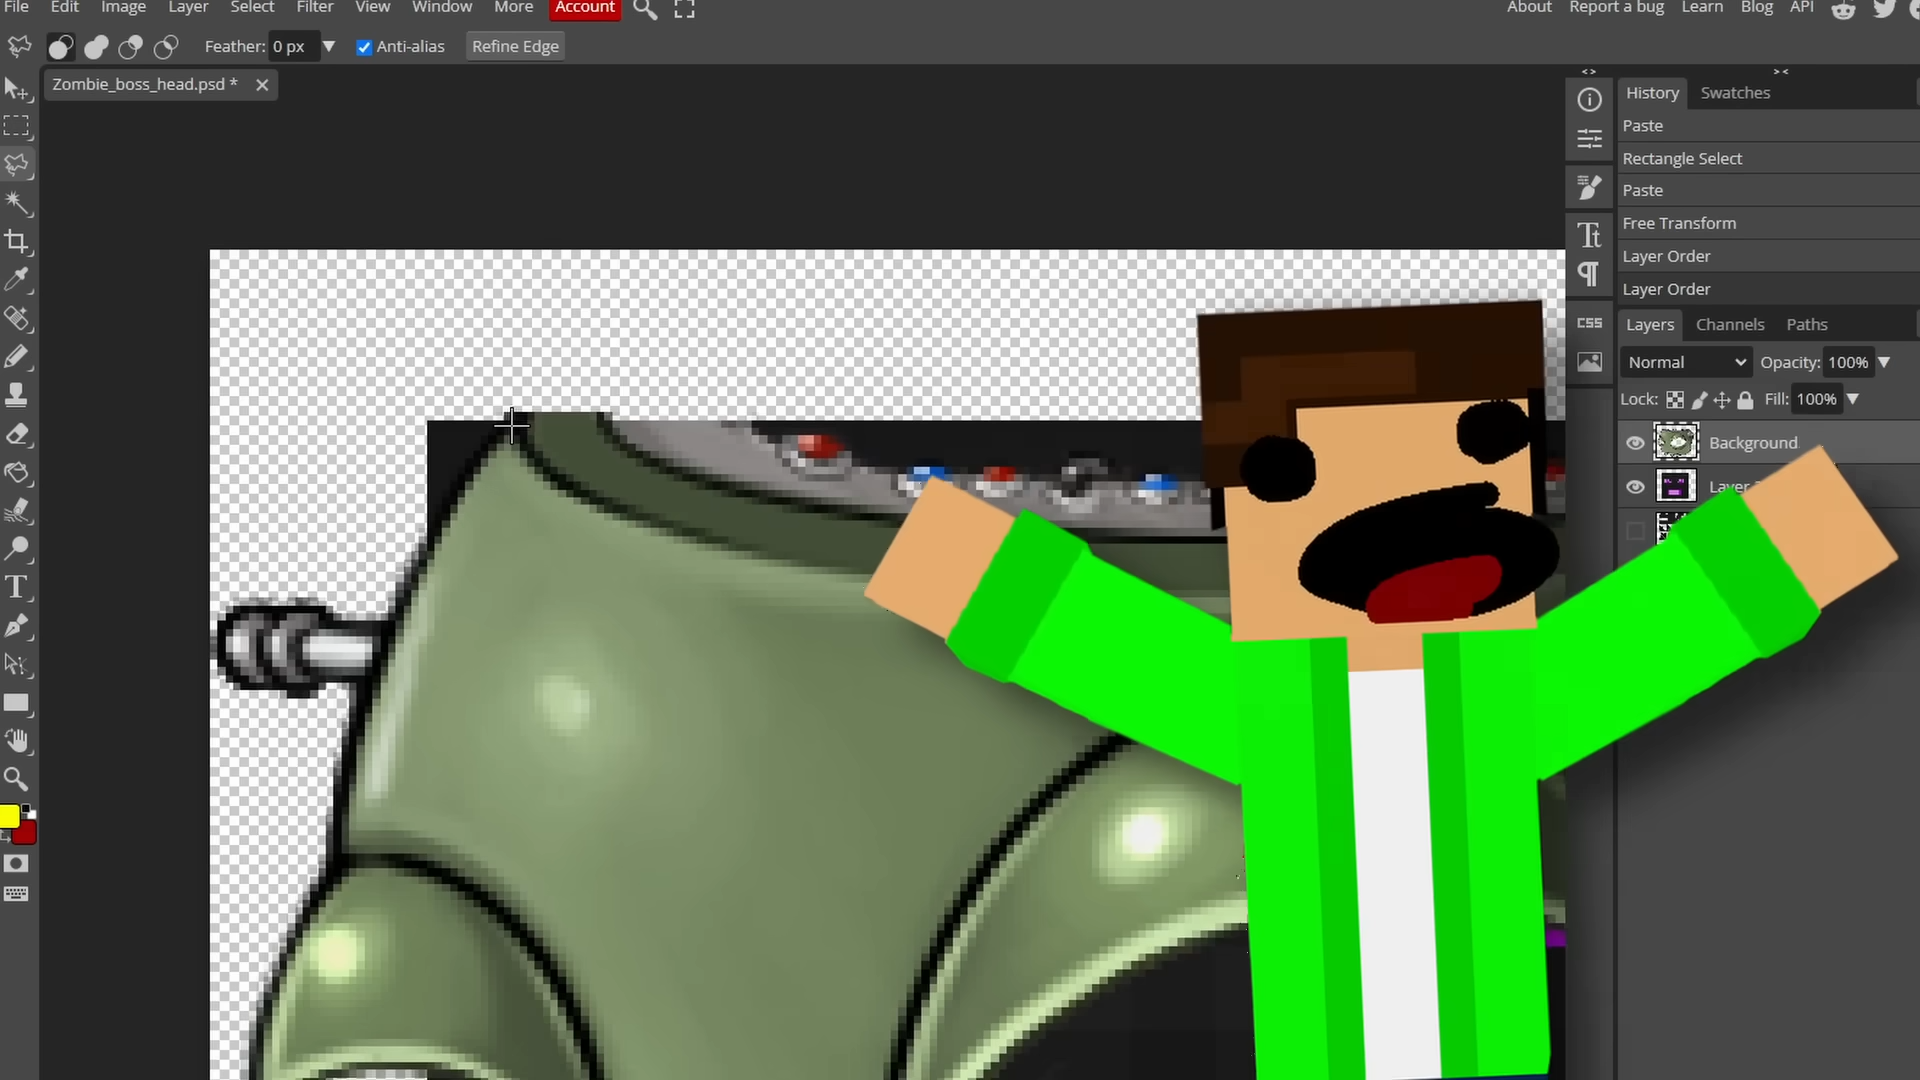 File Edit Image Layer Select Filter View Window More Account About Report a bug Learn Blog API
Feather: 0 px Anti-alias Refine Edge
Zombie_boss_head.psd *
History Swatches
Paste
Rectangle Select
Paste
Free Transform
Layer Order
Layer Order
Layers Channels Paths
Normal Opacity: 100%
Lock: Fill: 100%
Background
Layer
CSS